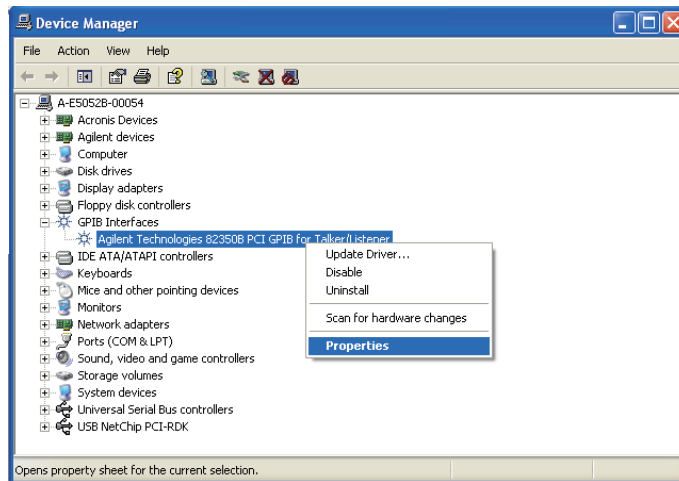 Device Manager
File Action View Help
A-E5052B-00054
Acronis Devices
Agilent devices
Computer
Disk drives
Display adapters
Floppy disk controllers
GPIB Interfaces
Agilent Technologies 82350B PCI GPIB for Talker/Listener
IDE ATA/ATAPI controllers
Keyboards
Mice and other pointing devices
Monitors
Network adapters
Ports (COM & LPT)
Sound, video and game controllers
Storage volumes
System devices
Universal Serial Bus controllers
USB NetChip PCI-RDK
Update Driver...
Disable
Uninstall
Scan for hardware changes
Properties
Opens property sheet for the current selection.